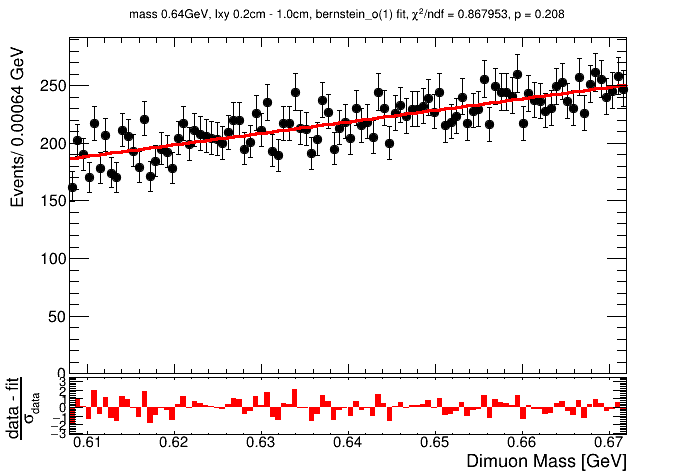 mass 0.64GeV, lxy 0.2cm - 1.0cm, bernstein_o(1) fit, χ²/ndf = 0.867953, p = 0.208
Events/ 0.00064 GeV
250
200
150
100
50
0
data - fit
σdata
3
2
1
0
−1
−2
−3
0.61 0.62 0.63 0.64 0.65 0.66 0.67
Dimuon Mass [GeV]